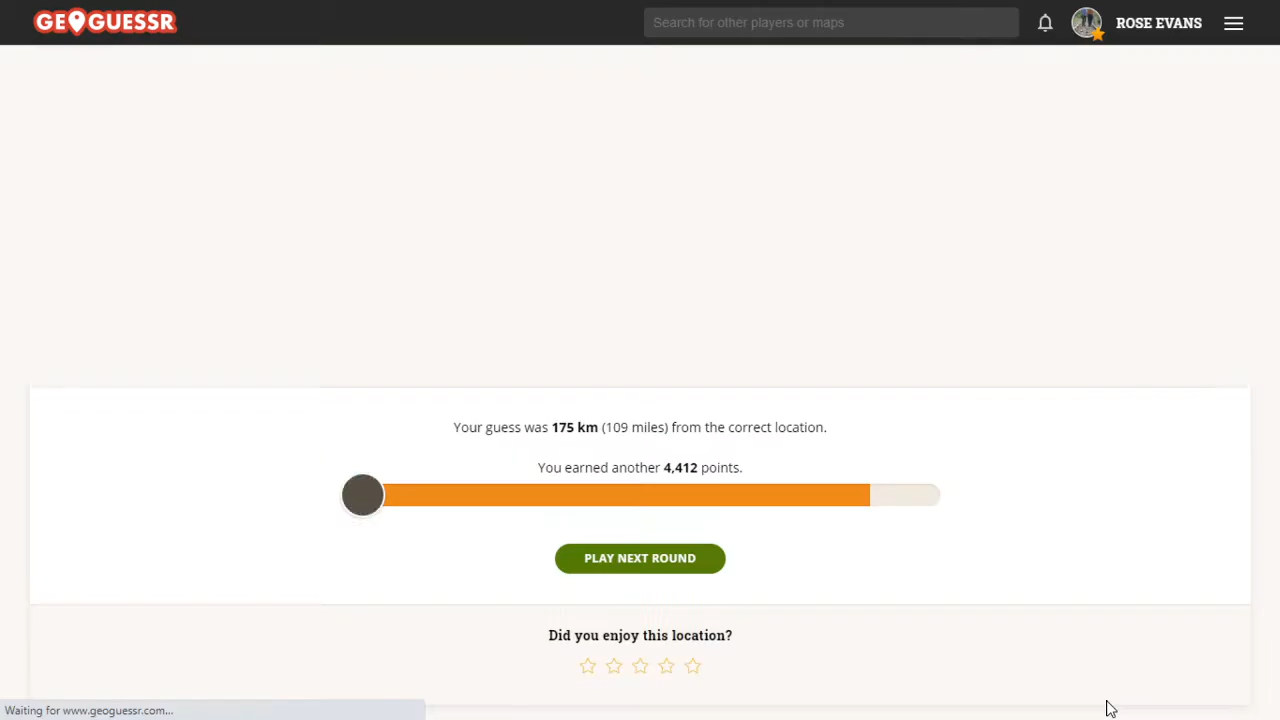 GEOGUESSR
Search for other players or maps
ROSE EVANS
Your guess was 175 km (109 miles) from the correct location.
You earned another 4,412 points.
PLAY NEXT ROUND
Did you enjoy this location?
Waiting for www.geoguessr.com...